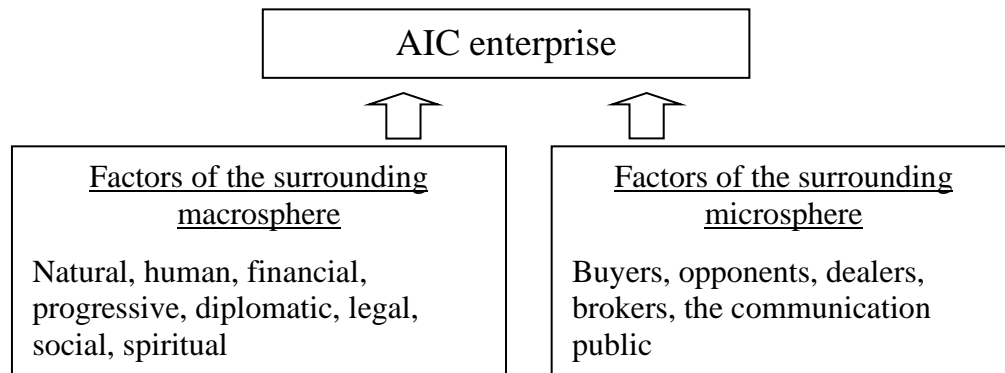 AIC enterprise
Factors of the surrounding
macrosphere
Natural, human, financial,
progressive, diplomatic, legal,
social, spiritual
Factors of the surrounding
microsphere
Buyers, opponents, dealers,
brokers, the communication
public